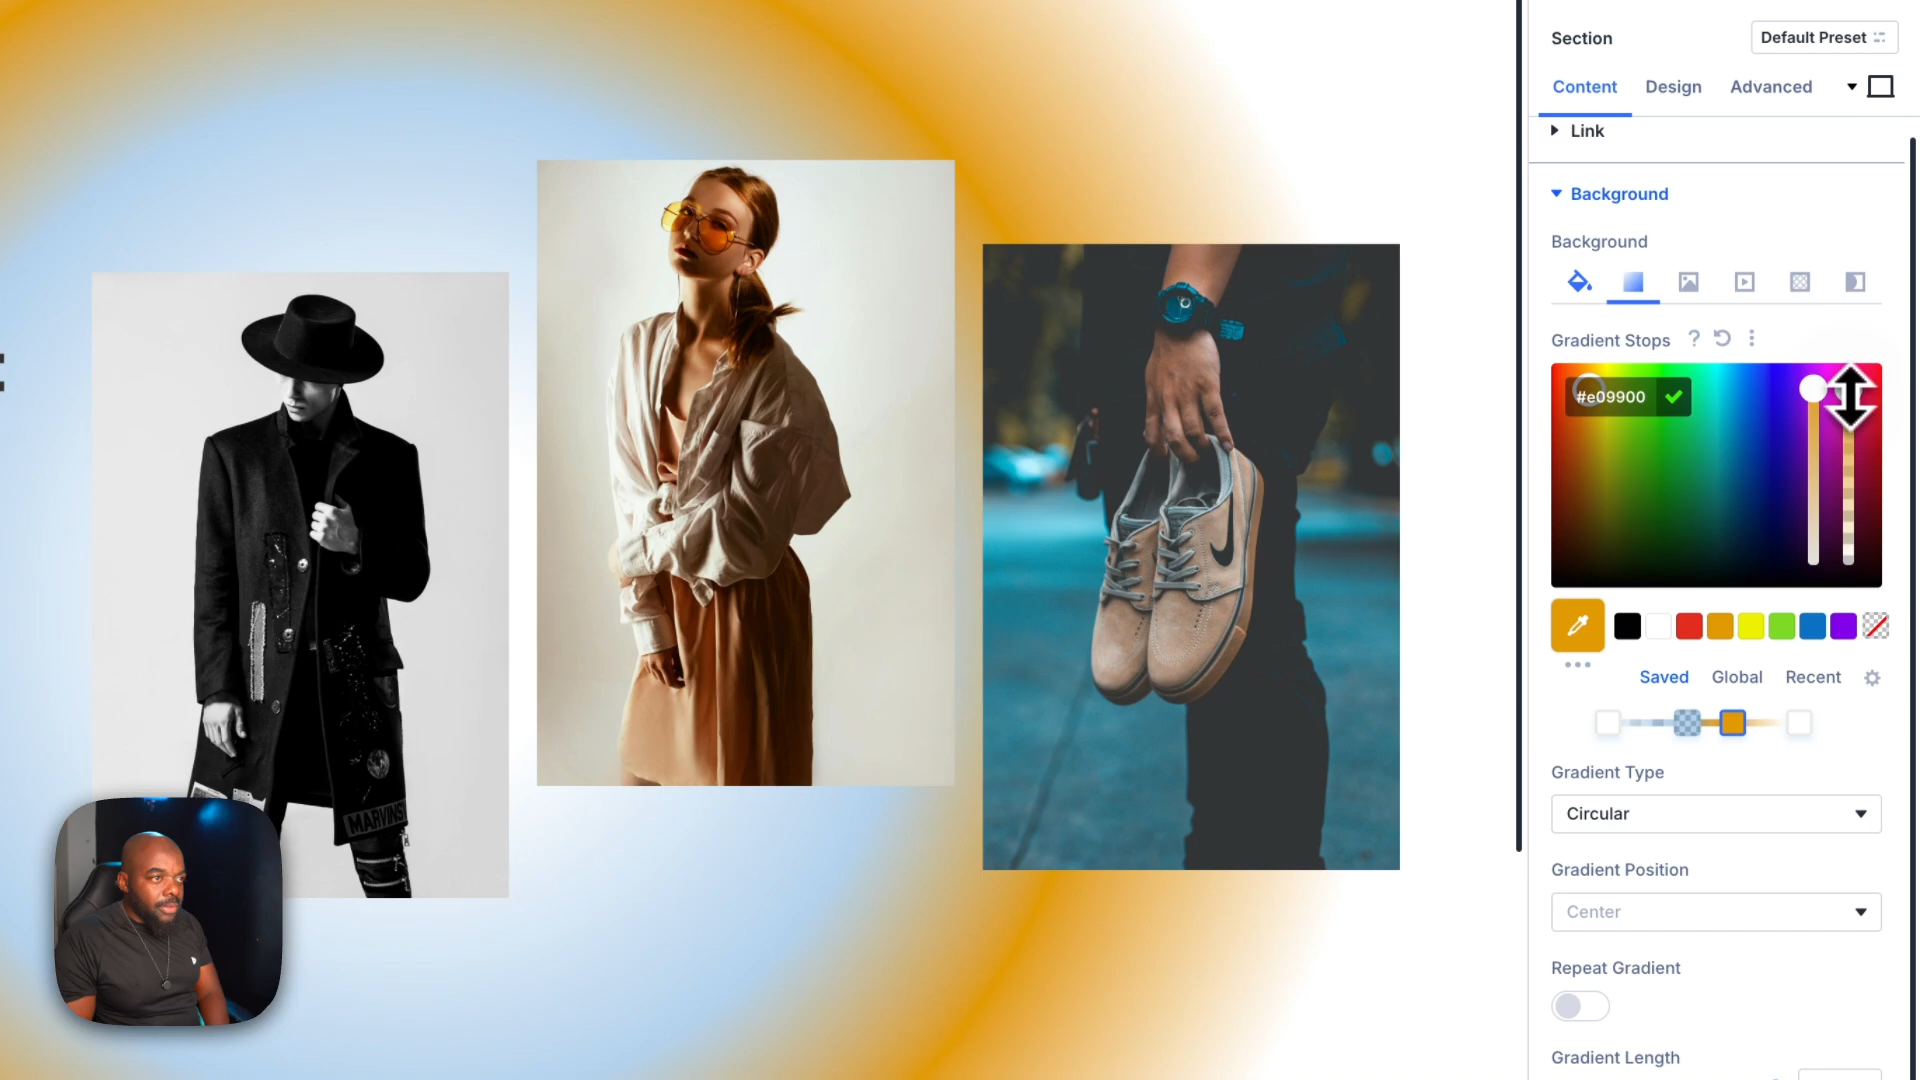 Section
Default Preset
Content
Design
Advanced
Link
Background
Background
Gradient Stops
?
#e09900
Saved
Global
Recent
Gradient Type
Circular
Gradient Position
Center
Repeat Gradient
Gradient Length
MARVINS